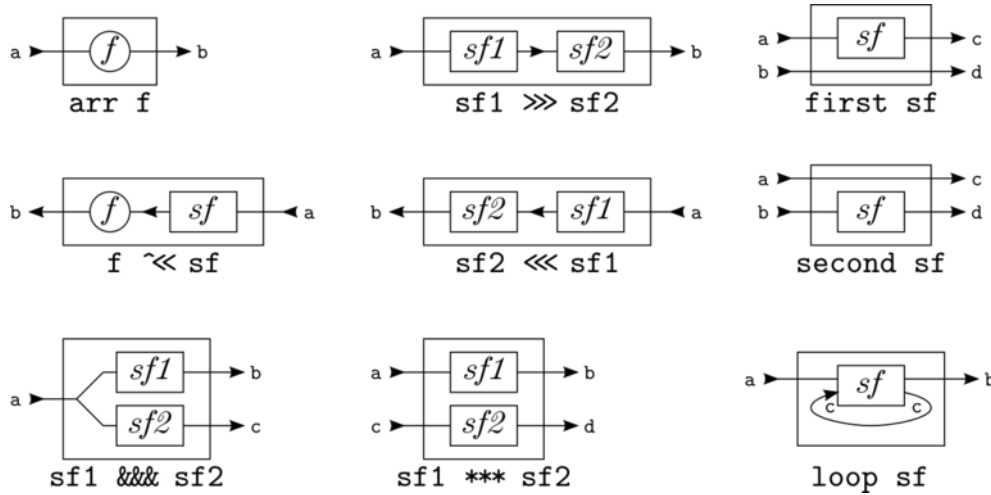 a f b
arr f
a sf1 sf2 b
sf1 ⋙ sf2
a sf c
b d
first sf
b f sf a
f ^⋘ sf
b sf2 sf1 a
sf2 ⋘ sf1
a c
b sf d
second sf
a sf1 b
sf2 c
sf1 &&& sf2
a sf1 b
c sf2 d
sf1 *** sf2
a sf b
c c
loop sf